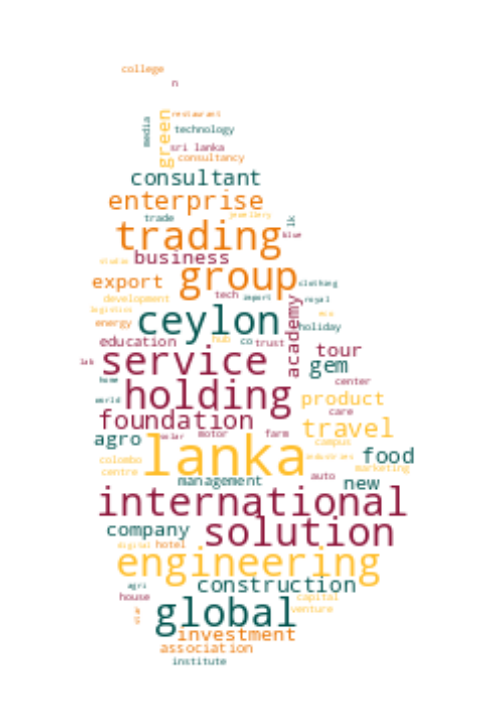 college
n
restaurant
media
green
technology
sri lanka
consultancy
consultant
enterprise
trade
jewellery
lk
trading
blue
business
studio
group
export
clothing
development
tech
import
royal
logistics
ceylon
academy
eco
energy
holiday
education
hub
co
trust
tour
lab
service
gem
home
center
holding
world
product
care
foundation
travel
agro
solar
motor
farm
campus
lanka
food
colombo
industries
centre
marketing
auto
management
new
international
company
solution
digital
hotel
engineering
agri
construction
house
capital
star
global
venture
investment
association
institute